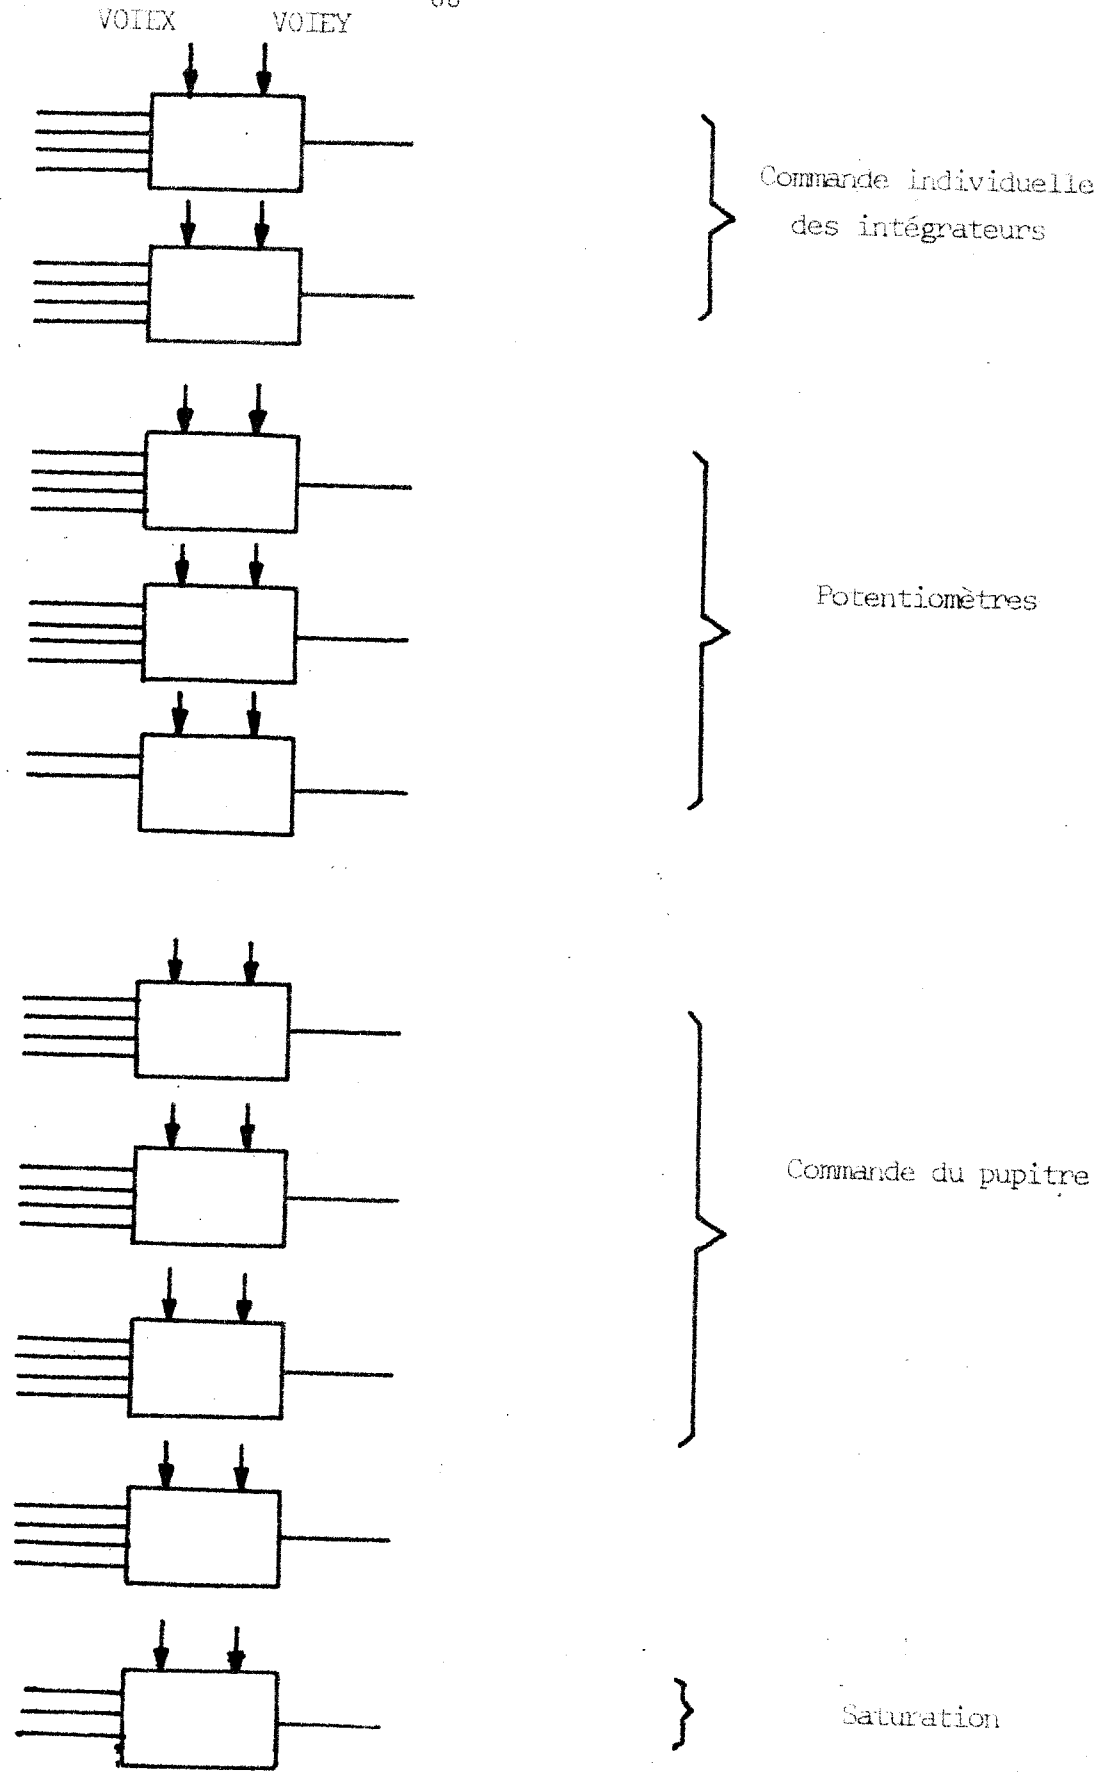 VOIEX VOIEY
Commande individuelle
des intégrateurs
Potentiomètres
Commande du pupitre
Saturation